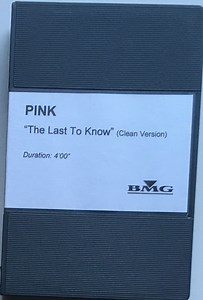 PINK
"The Last To Know" (Clean Version)
Duration: 4'00"
BMG